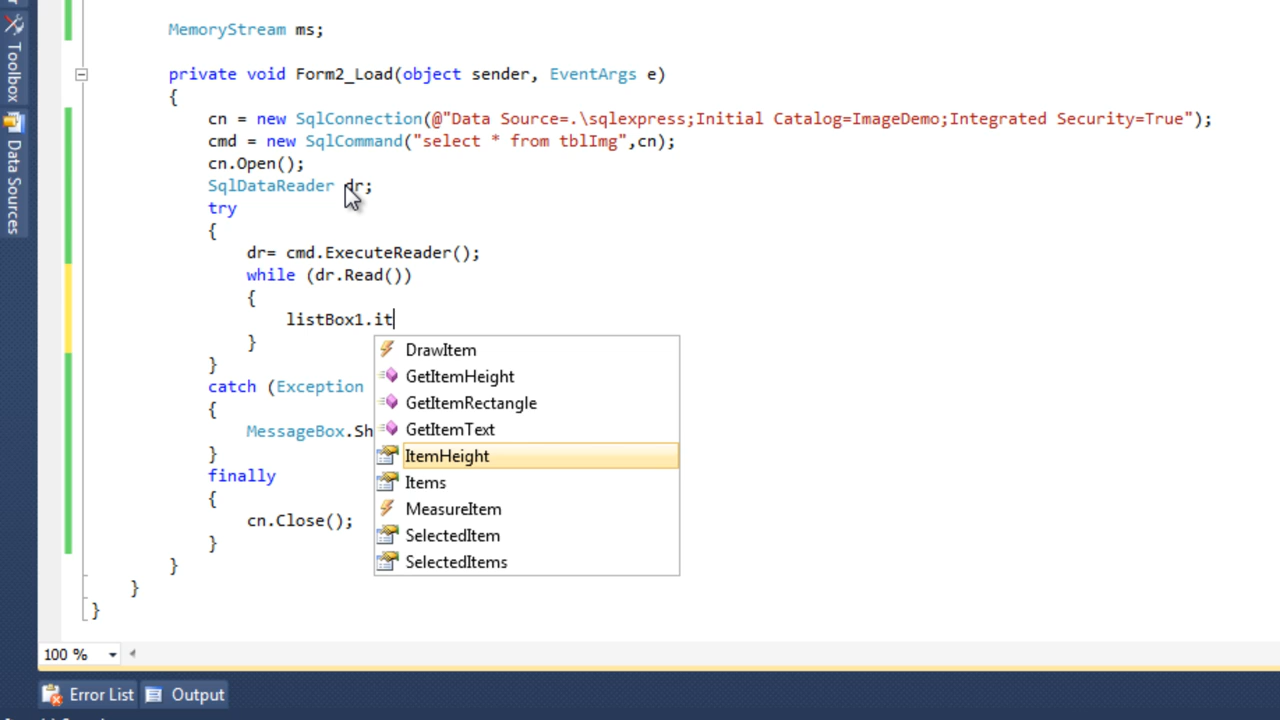 Toolbox
Data Sources
MemoryStream ms;
private void Form2_Load(object sender, EventArgs e)
{
cn = new SqlConnection(@"Data Source=.\sqlexpress;Initial Catalog=ImageDemo;Integrated Security=True");
cmd = new SqlCommand("select * from tblImg",cn);
cn.Open();
SqlDataReader dr;
try
{
dr= cmd.ExecuteReader();
while (dr.Read())
{
listBox1.it
}
}
catch (Exception
{
MessageBox.Sh
}
finally
{
cn.Close();
}
}
}
}
DrawItem
GetItemHeight
GetItemRectangle
GetItemText
ItemHeight
Items
MeasureItem
SelectedItem
SelectedItems
100 %
Error List
Output